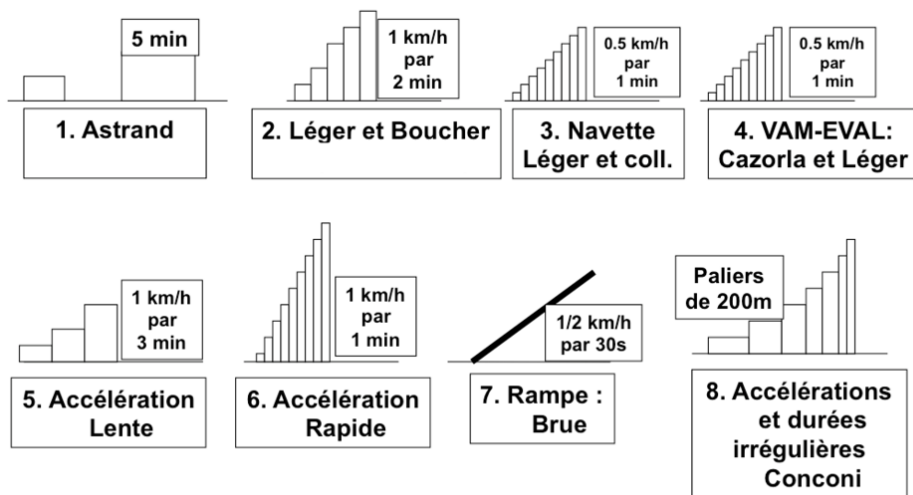 5 min
1. Astrand
1 km/h
par
2 min
2. Léger et Boucher
0.5 km/h
par
1 min
3. Navette
Léger et coll.
0.5 km/h
par
1 min
4. VAM-EVAL:
Cazorla et Léger
1 km/h
par
3 min
5. Accélération
Lente
1 km/h
par
1 min
6. Accélération
Rapide
1/2 km/h
par 30s
7. Rampe :
Brue
Paliers
de 200m
8. Accélérations
et durées
irrégulières
Conconi